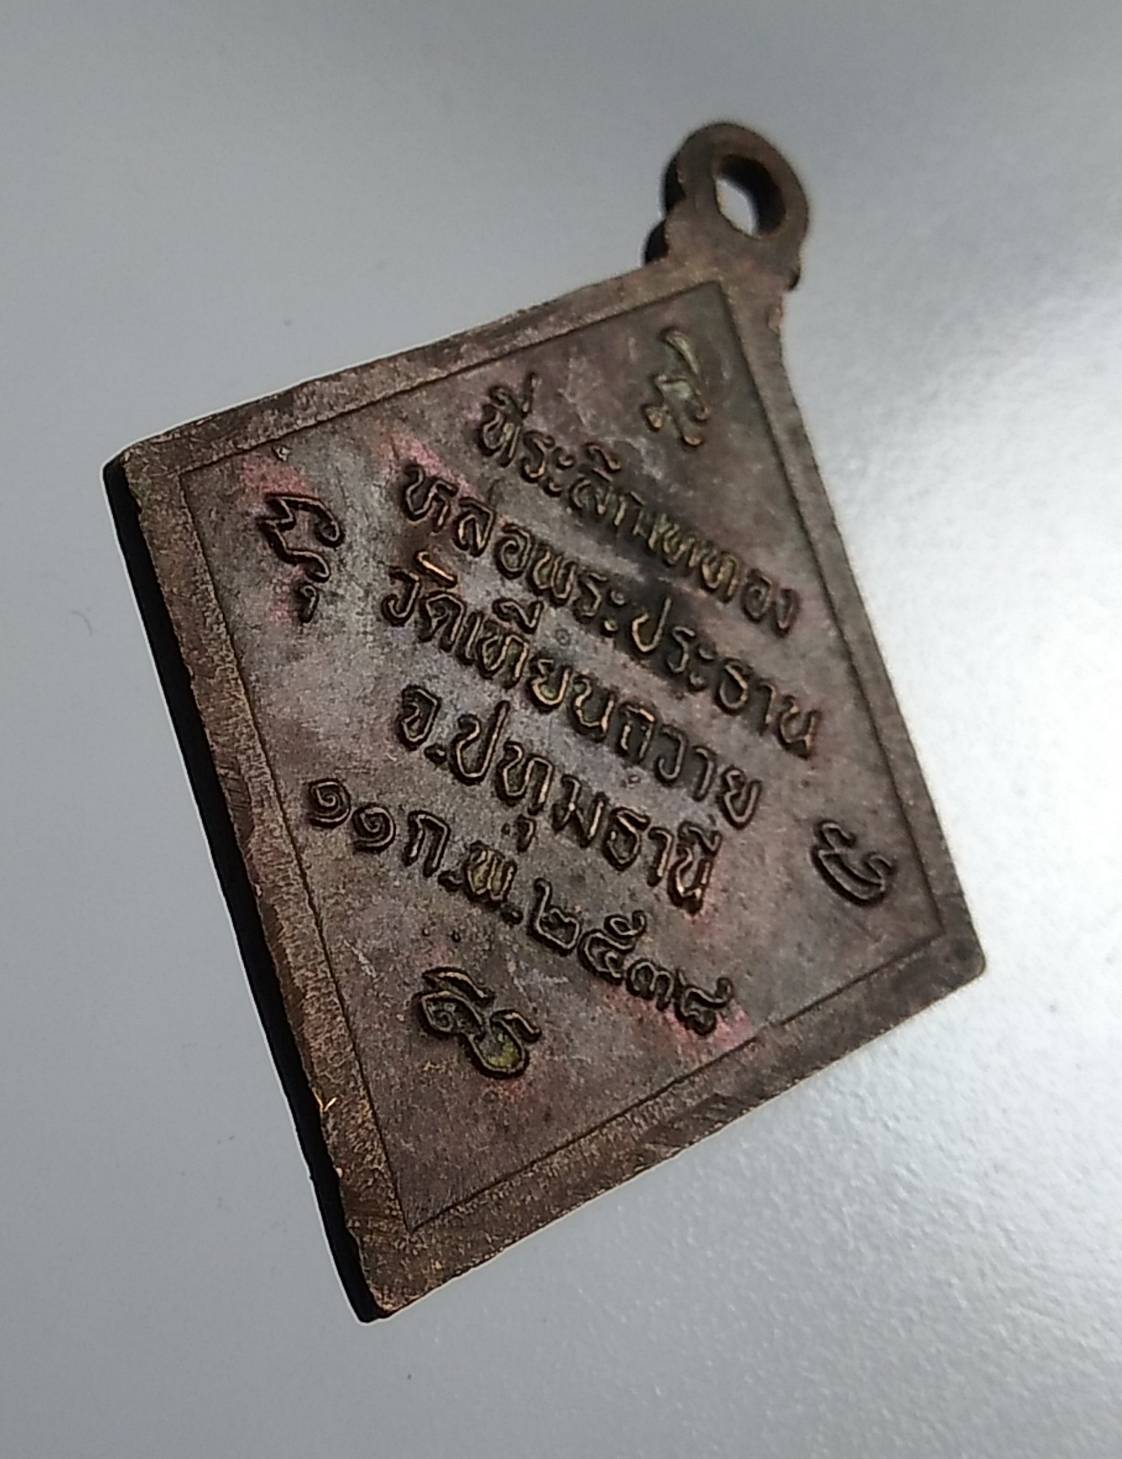 ที่ระลึกเททอง
หล่อพระประธาน
วัดเทียนถวาย
จ.ปทุมธานี
๑๑ ก.พ. ๒๕๓๘